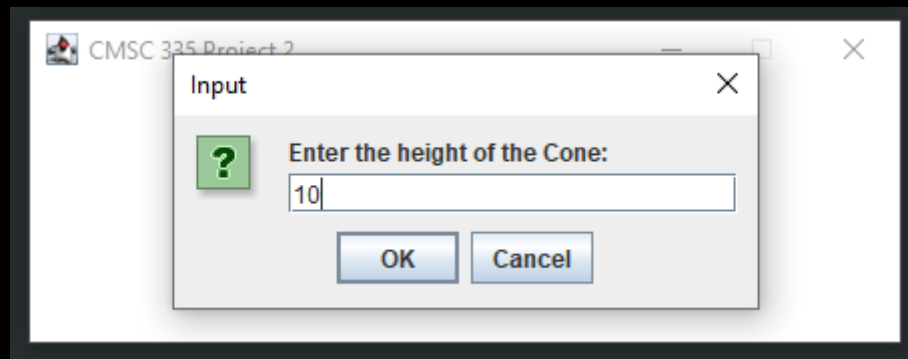 CMSC 335 Project 2
Input
?
Enter the height of the Cone:
10
OK
Cancel